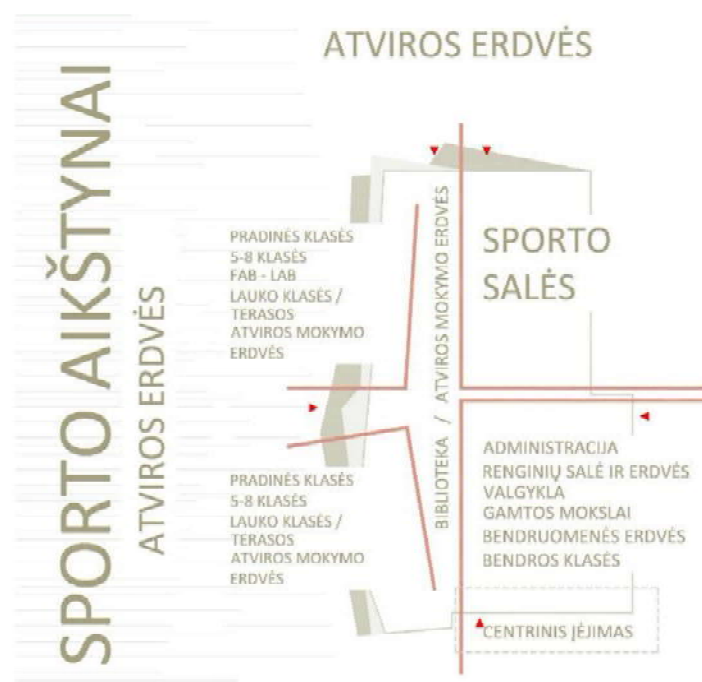 ATVIROS ERDVĖS
SPORTO AIKŠTYNAI
ATVIROS ERDVĖS
PRADINĖS KLASĖS
5-8 KLASĖS
FAB - LAB
LAUKO KLASĖS /
TERASOS
ATVIROS MOKYMO
ERDVĖS
BIBLIOTEKA / ATVIROS MOKYMO ERDVĖS
SPORTO
SALĖS
PRADINĖS KLASĖS
5-8 KLASĖS
LAUKO KLASĖS /
TERASOS
ATVIROS MOKYMO
ERDVĖS
ADMINISTRACIJA
RENGINIŲ SALĖ IR ERDVĖS
VALGYKLA
GAMTOS MOKSLAI
BENDRUOMENĖS ERDVĖS
BENDROS KLASĖS
CENTRINIS ĮĖJIMAS